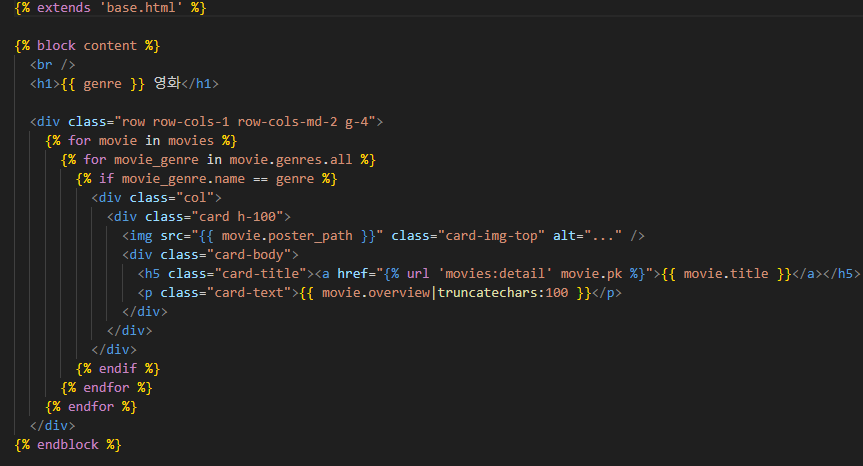 {% extends 'base.html' %}
{% block content %}
<br />
<h1>{{ genre }} 영화</h1>
<div class="row row-cols-1 row-cols-md-2 g-4">
{% for movie in movies %}
{% for movie_genre in movie.genres.all %}
{% if movie_genre.name == genre %}
<div class="col">
<div class="card h-100">
<img src="{{ movie.poster_path }}" class="card-img-top" alt="..." />
<div class="card-body">
<h5 class="card-title"><a href="{% url 'movies:detail' movie.pk %}">{{ movie.title }}</a></h5>
<p class="card-text">{{ movie.overview|truncatechars:100 }}</p>
</div>
</div>
</div>
{% endif %}
{% endfor %}
{% endfor %}
</div>
{% endblock %}